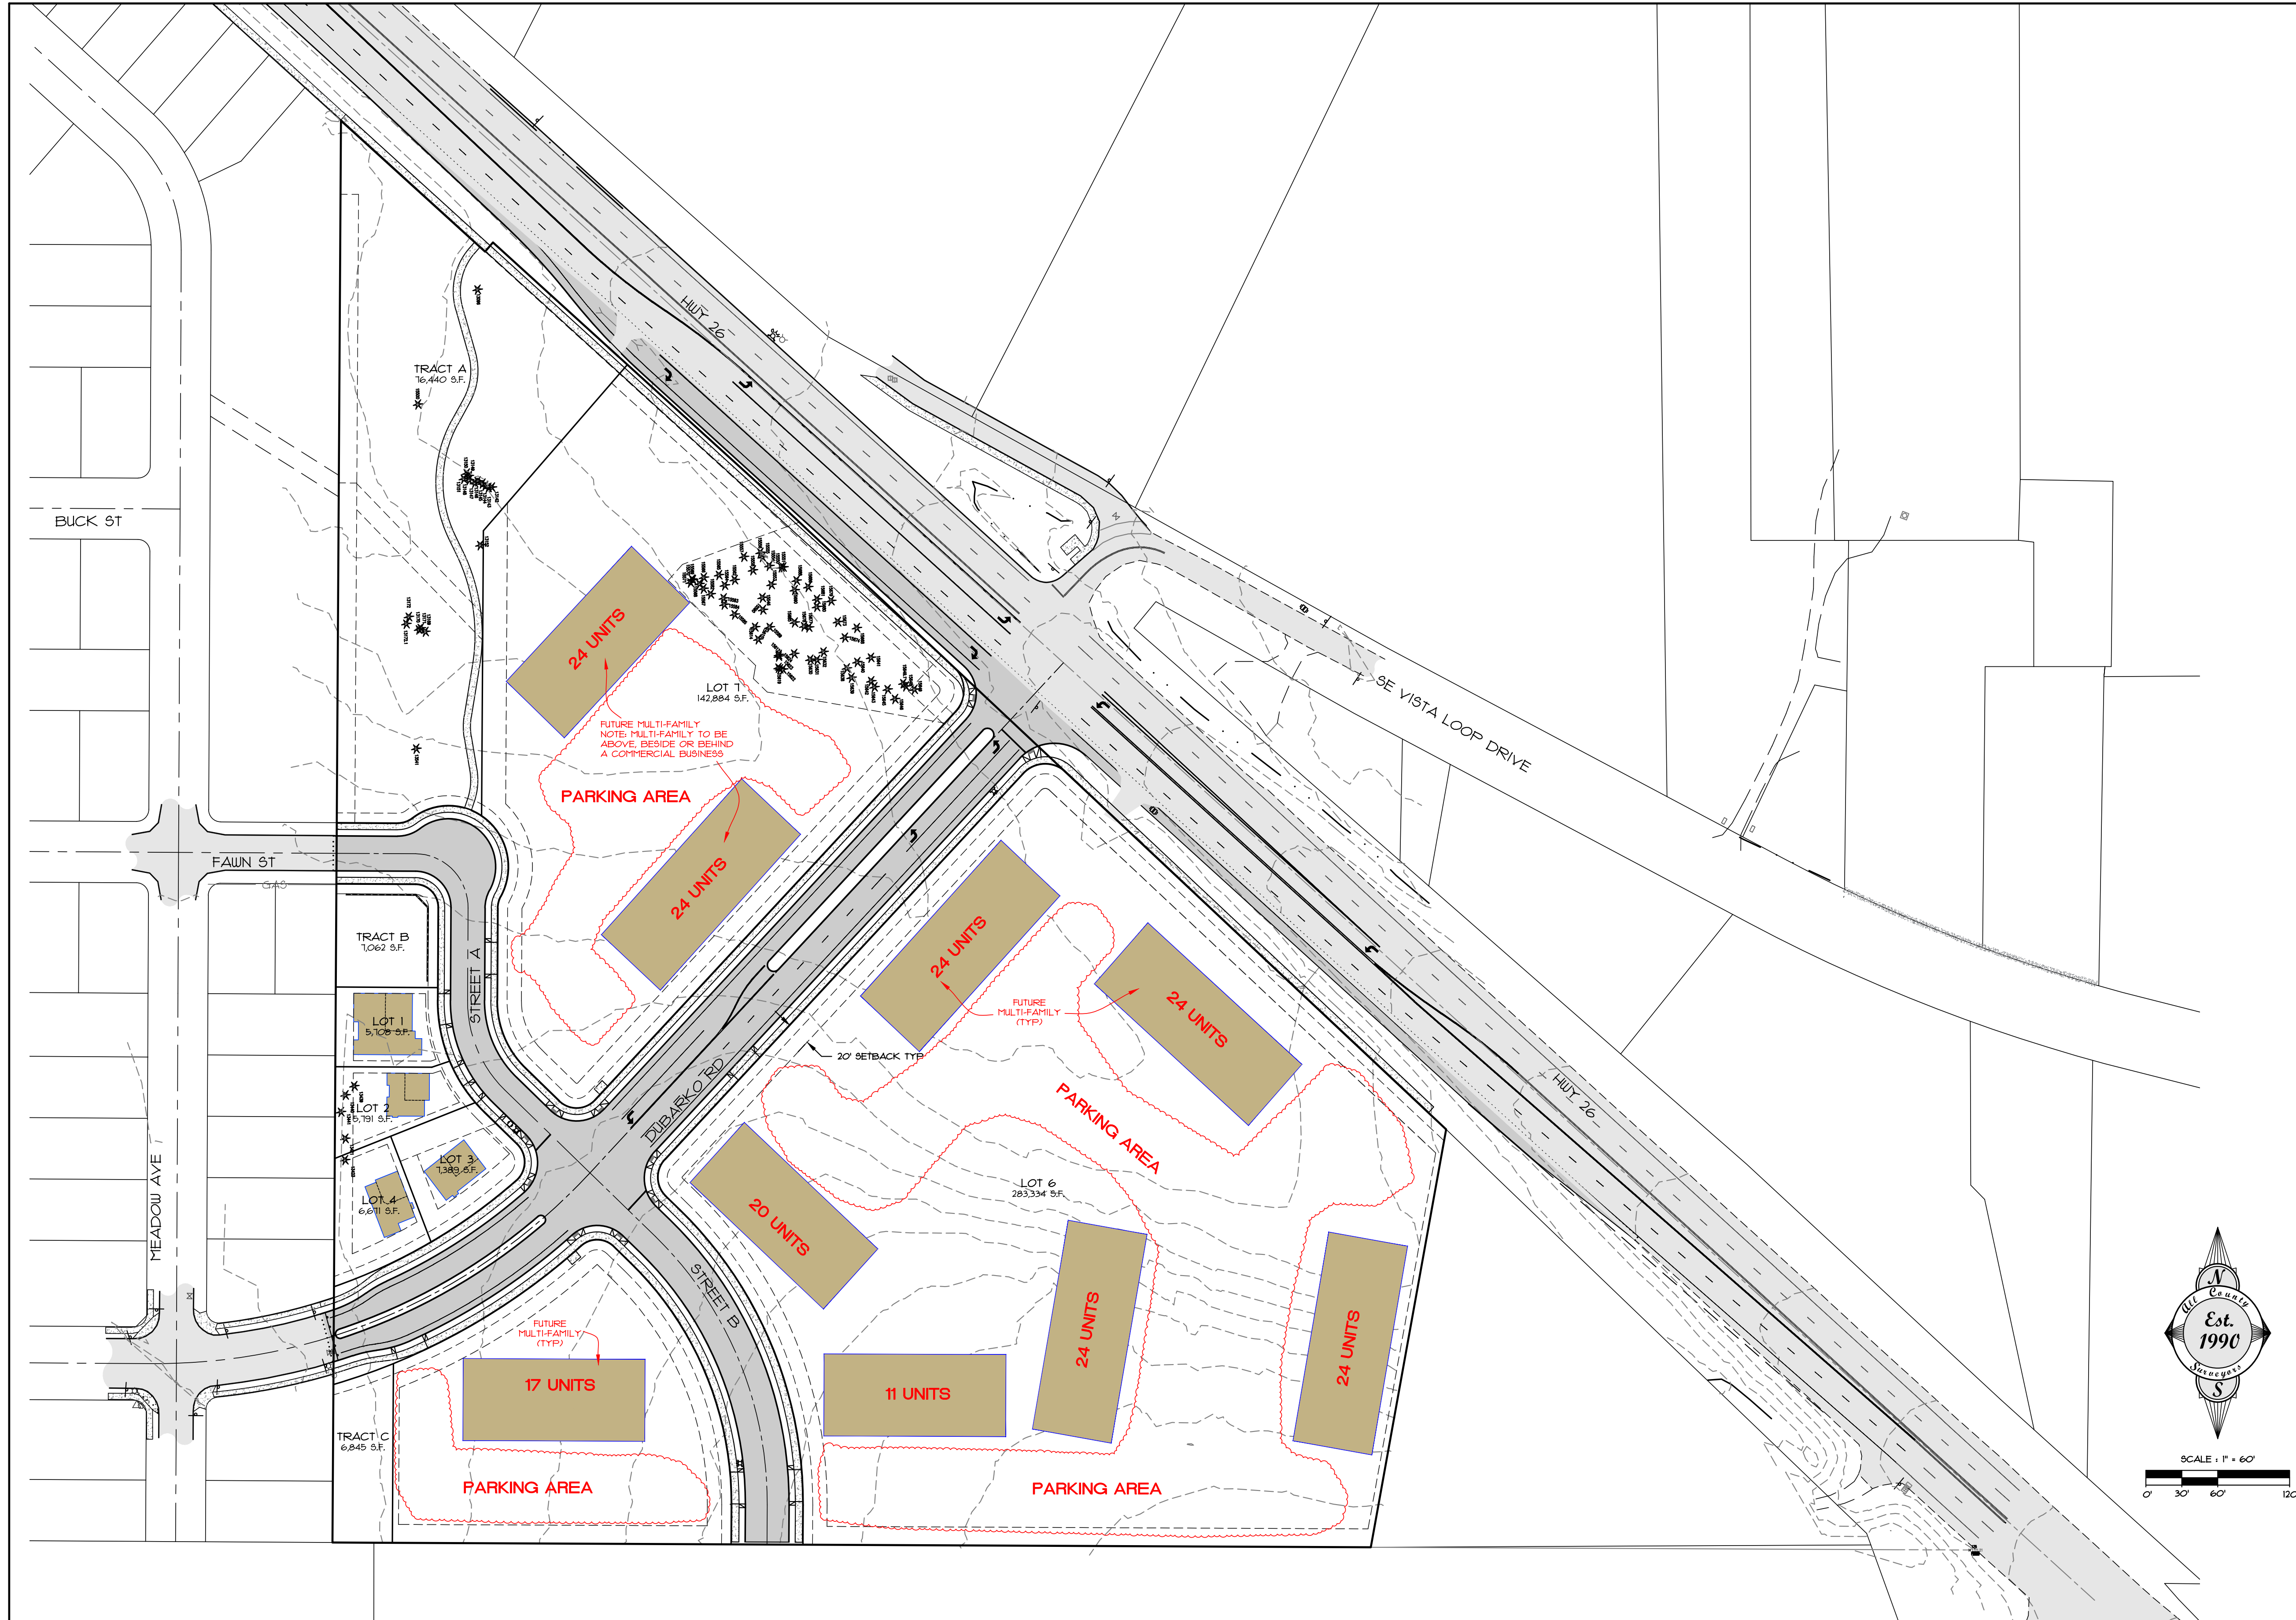 HWY 26
TRACT A
76,440 S.F.
BUCK ST
24 UNITS
LOT 7
142,884 S.F.
FUTURE MULTI-FAMILY
NOTE: MULTI-FAMILY TO BE
ABOVE, BESIDE OR BEHIND
A COMMERCIAL BUSINESS
SE VISTA LOOP DRIVE
PARKING AREA
FAWN ST
GAS
24 UNITS
TRACT B
7,062 S.F.
STREET A
24 UNITS
FUTURE
MULTI-FAMILY
(TYP.)
24 UNITS
LOT 1
5,708 S.F.
20' SETBACK TYP.
DUBARKO RD
HWY 26
LOT 2
5,791 S.F.
PARKING AREA
LOT 3
7,389 S.F.
LOT 4
6,671 S.F.
LOT 6
283,334 S.F.
MEADOW AVE
20 UNITS
STREET B
FUTURE
MULTI-FAMILY
(TYP.)
17 UNITS
11 UNITS
24 UNITS
24 UNITS
TRACT C
6,845 S.F.
PARKING AREA
PARKING AREA
N
All County
Est.
1990
Surveyors
S
SCALE : 1" = 60'
0' 30' 60' 120